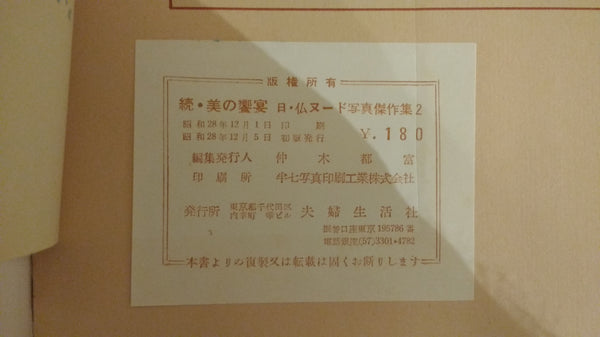 版権所有
続・美の饗宴 日・仏ヌード写真傑作集2
昭和28年12月1日 印刷
昭和28年12月5日 初版発行
¥.180
編集発行人 仲木都富
印刷所 半七写真印刷工業株式会社
発行所 東京都千代田区
内幸町 幸ビル
夫婦生活社
振替口座東京195786番
電話銀座(57)3301・4782
本書よりの複製又は転載は固くお断りします